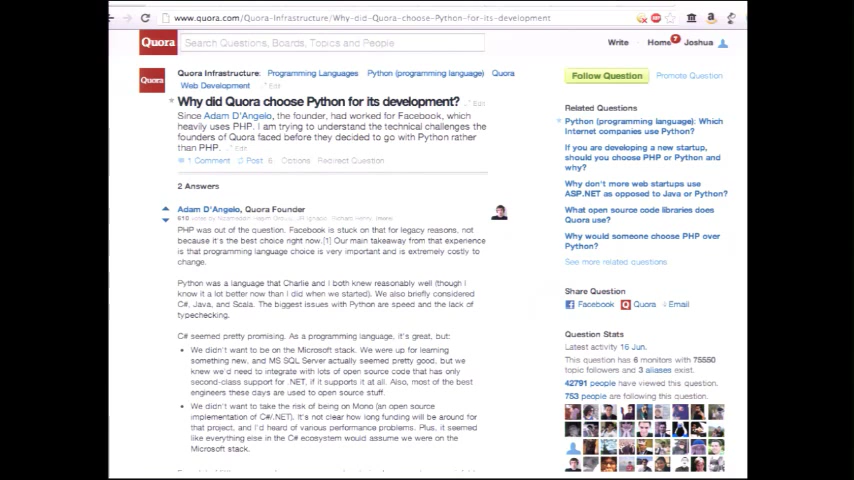 www.quora.com/Quora-Infrastructure/Why-did-Quora-choose-Python-for-its-development
Quora
Search Questions, Boards, Topics and People
Write
Home 7
Joshua
Quora
Quora Infrastructure: Programming Languages Python (programming language) Quora
Web Development Edit
Why did Quora choose Python for its development? Edit
Since Adam D'Angelo, the founder, had worked for Facebook, which
heavily uses PHP. I am trying to understand the technical challenges the
founders of Quora faced before they decided to go with Python rather
than PHP. Edit
1 Comment Post 6 Options Redirect Question
2 Answers
Adam D'Angelo, Quora Founder
PHP was out of the question. Facebook is stuck on that for legacy reasons, not
because it's the best choice right now.[1] Our main takeaway from that experience
is that programming language choice is very important and is extremely costly to
change.
Python was a language that Charlie and I both knew reasonably well (though I
know it a lot better now than I did when we started). We also briefly considered
C#, Java, and Scala. The biggest issues with Python are speed and the lack of
typechecking.
C# seemed pretty promising. As a programming language, it's great, but:
• We didn't want to be on the Microsoft stack. We were up for learning
something new, and MS SQL Server actually seemed pretty good, but we
knew we'd need to integrate with lots of open source code that has only
second-class support for .NET, if it supports it at all. Also, most of the best
engineers these days are used to open source stuff.
• We didn't want to take the risk of being on Mono (an open source
implementation of C#/.NET). It's not clear how long funding will be around for
that project, and I'd heard of various performance problems. Plus, it seemed
like everything else in the C# ecosystem would assume we were on the
Microsoft stack.
Follow Question Promote Question
Related Questions
Python (programming language): Which
Internet companies use Python?
If you are developing a new startup,
should you choose PHP or Python and
why?
Why don't more web startups use
ASP.NET as opposed to Java or Python?
What open source code libraries does
Quora use?
Why would someone choose PHP over
Python?
See more related questions
Share Question
Facebook Quora Email
Question Stats
Latest activity 16 Jun.
This question has 6 monitors with 75550
topic followers and 3 aliases exist.
42791 people have viewed this question.
753 people are following this question.